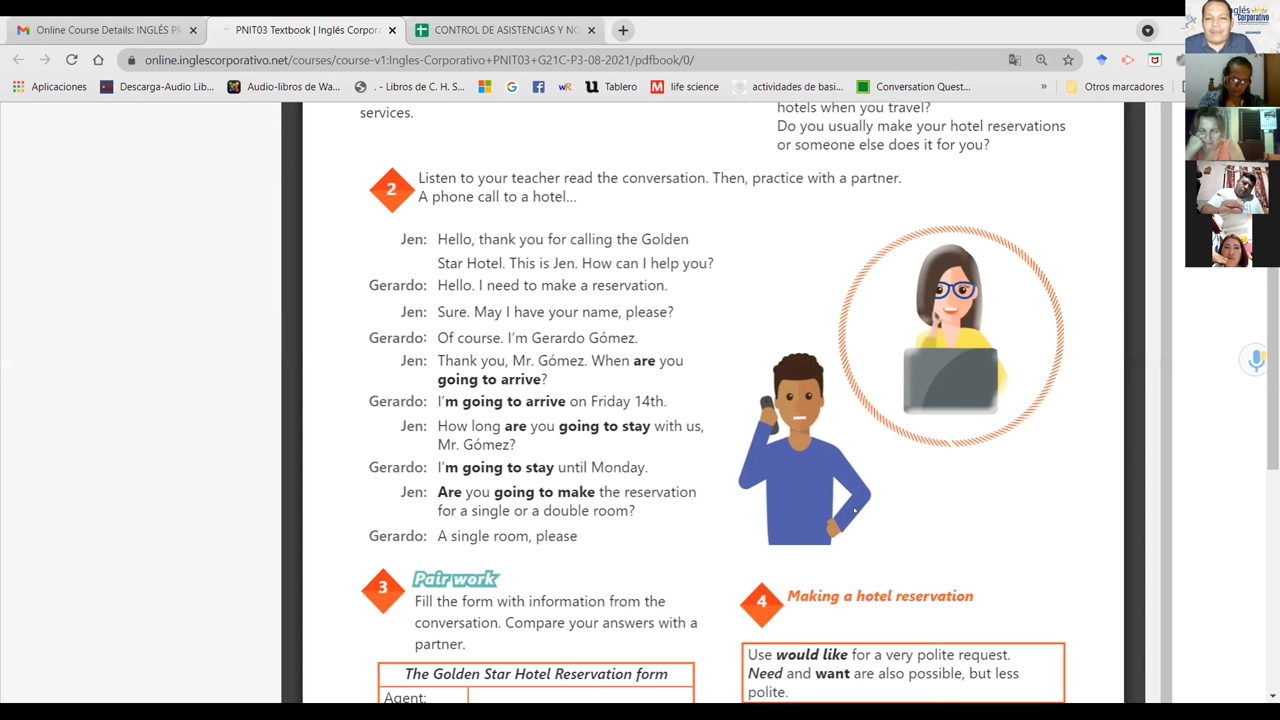 Online Course Details: INGLÉS PR
PNIT03 Textbook | Inglés Corpor
CONTROL DE ASISTENCIA Y NO
online.inglescorporativo.net/courses/course-v1:Ingles_Corporativo+PNIT03+G21C-P3-08-2021/pdfbook/0/
Aplicaciones
Descarga-Audio
Audio-libros de Wa...
- Libros de C. H. S...
Tablero
life science
actividades de basi...
Conversation Quest...
»
Otros marcadores
Inglés
Corporativo
services.
hotels when you travel?
Do you usually make your hotel reservations
or someone else does it for you?
2
Listen to your teacher read the conversation. Then, practice with a partner.
A phone call to a hotel...
Jen: Hello, thank you for calling the Golden
Star Hotel. This is Jen. How can I help you?
Gerardo: Hello. I need to make a reservation.
Jen: Sure. May I have your name, please?
Gerardo: Of course. I'm Gerardo Gómez.
Jen: Thank you, Mr. Gómez. When are you
going to arrive?
Gerardo: I'm going to arrive on Friday 14th.
Jen: How long are you going to stay with us,
Mr. Gómez?
Gerardo: I'm going to stay until Monday.
Jen: Are you going to make the reservation
for a single or a double room?
Gerardo: A single room, please
3
Pair work
Fill the form with information from the
conversation. Compare your answers with a
partner.
The Golden Star Hotel Reservation form
Agent:
4
Making a hotel reservation
Use would like for a very polite request.
Need and want are also possible, but less
polite.